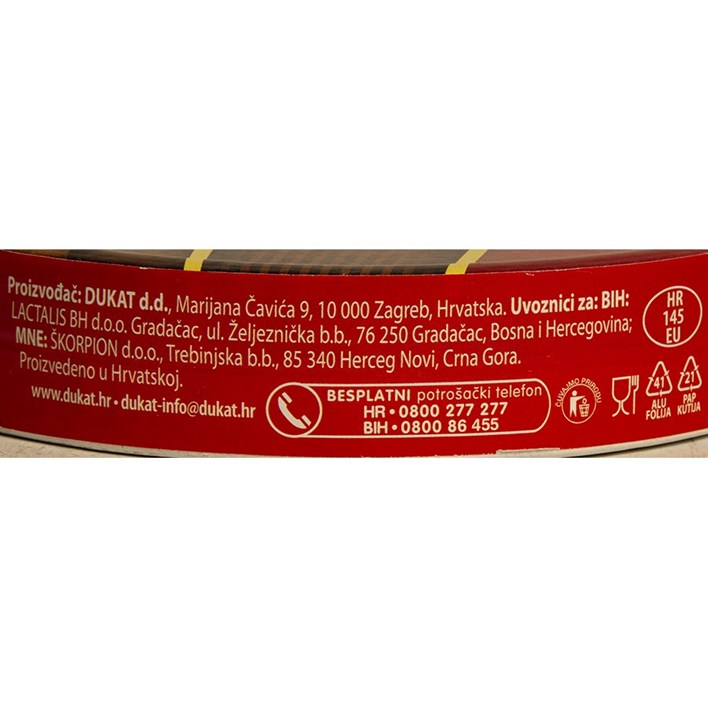 Proizvođač: DUKAT d.d., Marijana Čavića 9, 10 000 Zagreb, Hrvatska. Uvoznici za: BIH:
LACTALIS BH d.o.o. Gradačac, ul. Željeznička b.b., 76 250 Gradačac, Bosna i Hercegovina;
MNE: ŠKORPION d.o.o., Trebinjska b.b., 85 340 Herceg Novi, Crna Gora.
Proizvedeno u Hrvatskoj.
www.dukat.hr • dukat-info@dukat.hr
BESPLATNI potrošački telefon
HR • 0800 277 277
BIH • 0800 86 455
ČUVAJMO PRIRODU
41
ALU
FOLIJA
21
PAP
KUTIJA
HR
145
EU